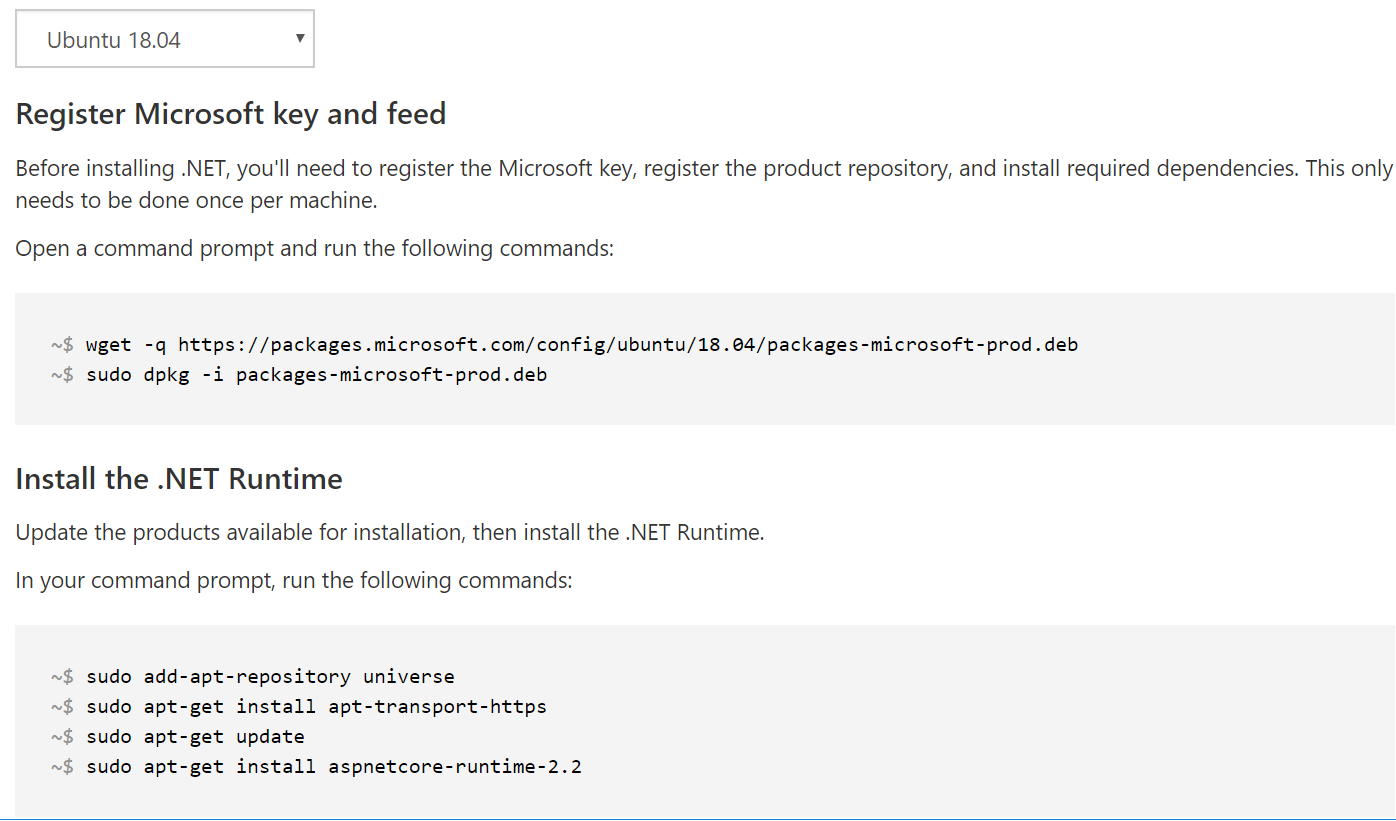 Ubuntu 18.04
Register Microsoft key and feed
Before installing .NET, you'll need to register the Microsoft key, register the product repository, and install required dependencies. This only
needs to be done once per machine.
Open a command prompt and run the following commands:
~$ wget -q https://packages.microsoft.com/config/ubuntu/18.04/packages-microsoft-prod.deb
~$ sudo dpkg -i packages-microsoft-prod.deb
Install the .NET Runtime
Update the products available for installation, then install the .NET Runtime.
In your command prompt, run the following commands:
~$ sudo add-apt-repository universe
~$ sudo apt-get install apt-transport-https
~$ sudo apt-get update
~$ sudo apt-get install aspnetcore-runtime-2.2